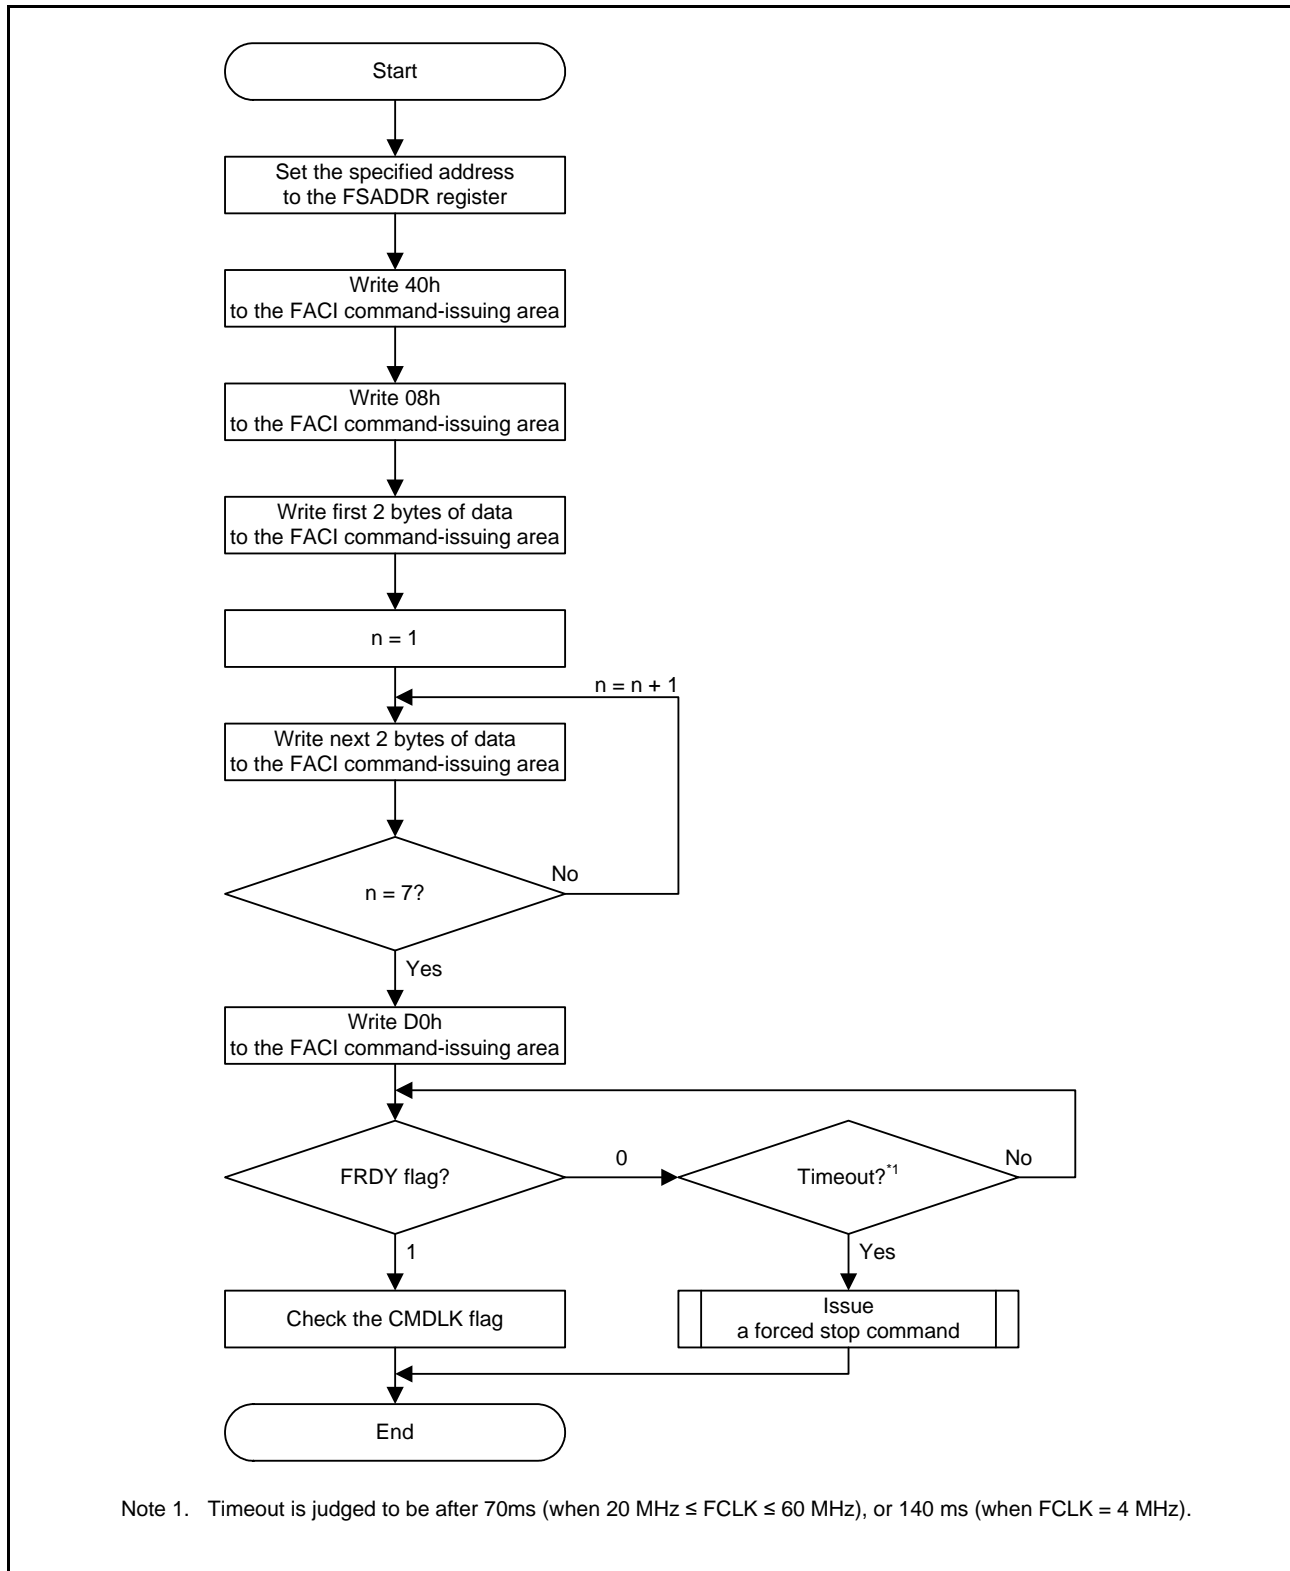 Start
Set the specified address
to the FSADDR register
Write 40h
to the FACI command-issuing area
Write 08h
to the FACI command-issuing area
Write first 2 bytes of data
to the FACI command-issuing area
n = 1
n = n + 1
Write next 2 bytes of data
to the FACI command-issuing area
n = 7?
No
Yes
Write D0h
to the FACI command-issuing area
FRDY flag?
0
Timeout?*1
No
1
Yes
Check the CMDLK flag
Issue
a forced stop command
End
Note 1. Timeout is judged to be after 70ms (when 20 MHz ≤ FCLK ≤ 60 MHz), or 140 ms (when FCLK = 4 MHz).